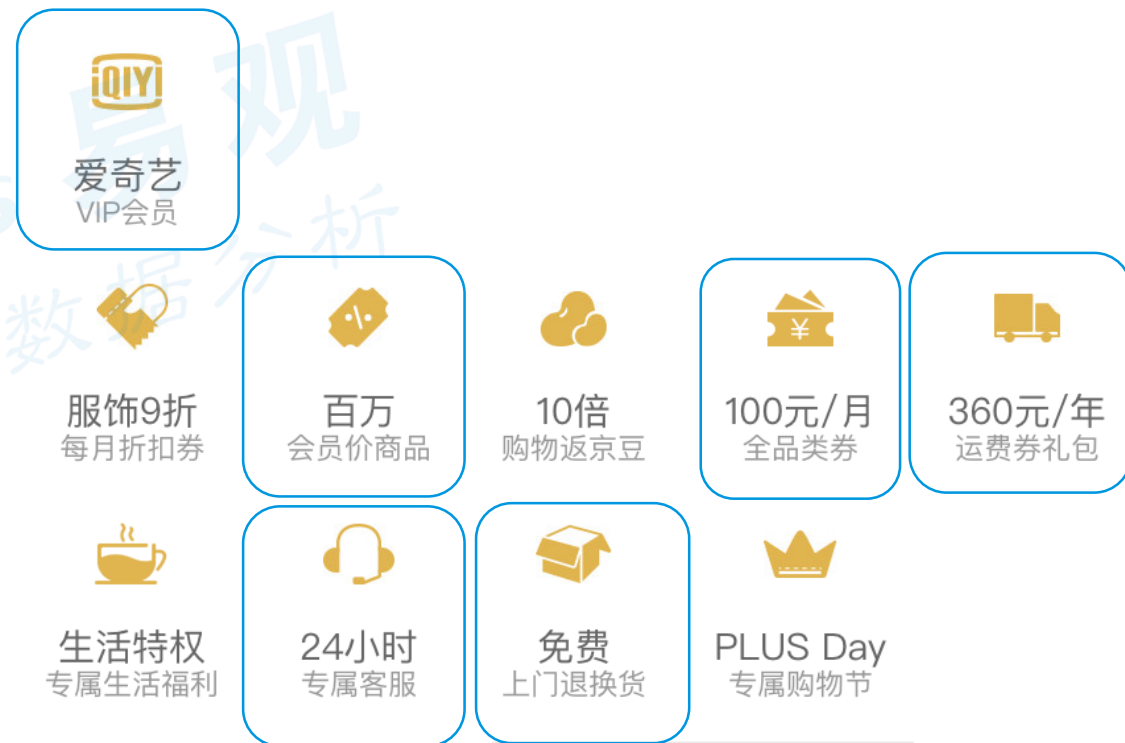 iQIYI
爱奇艺
VIP会员
易观
数据分析
服饰9折
每月折扣券
百万
会员价商品
10倍
购物返京豆
¥
100元/月
全品类券
360元/年
运费券礼包
生活特权
专属生活福利
24小时
专属客服
免费
上门退换货
PLUS Day
专属购物节